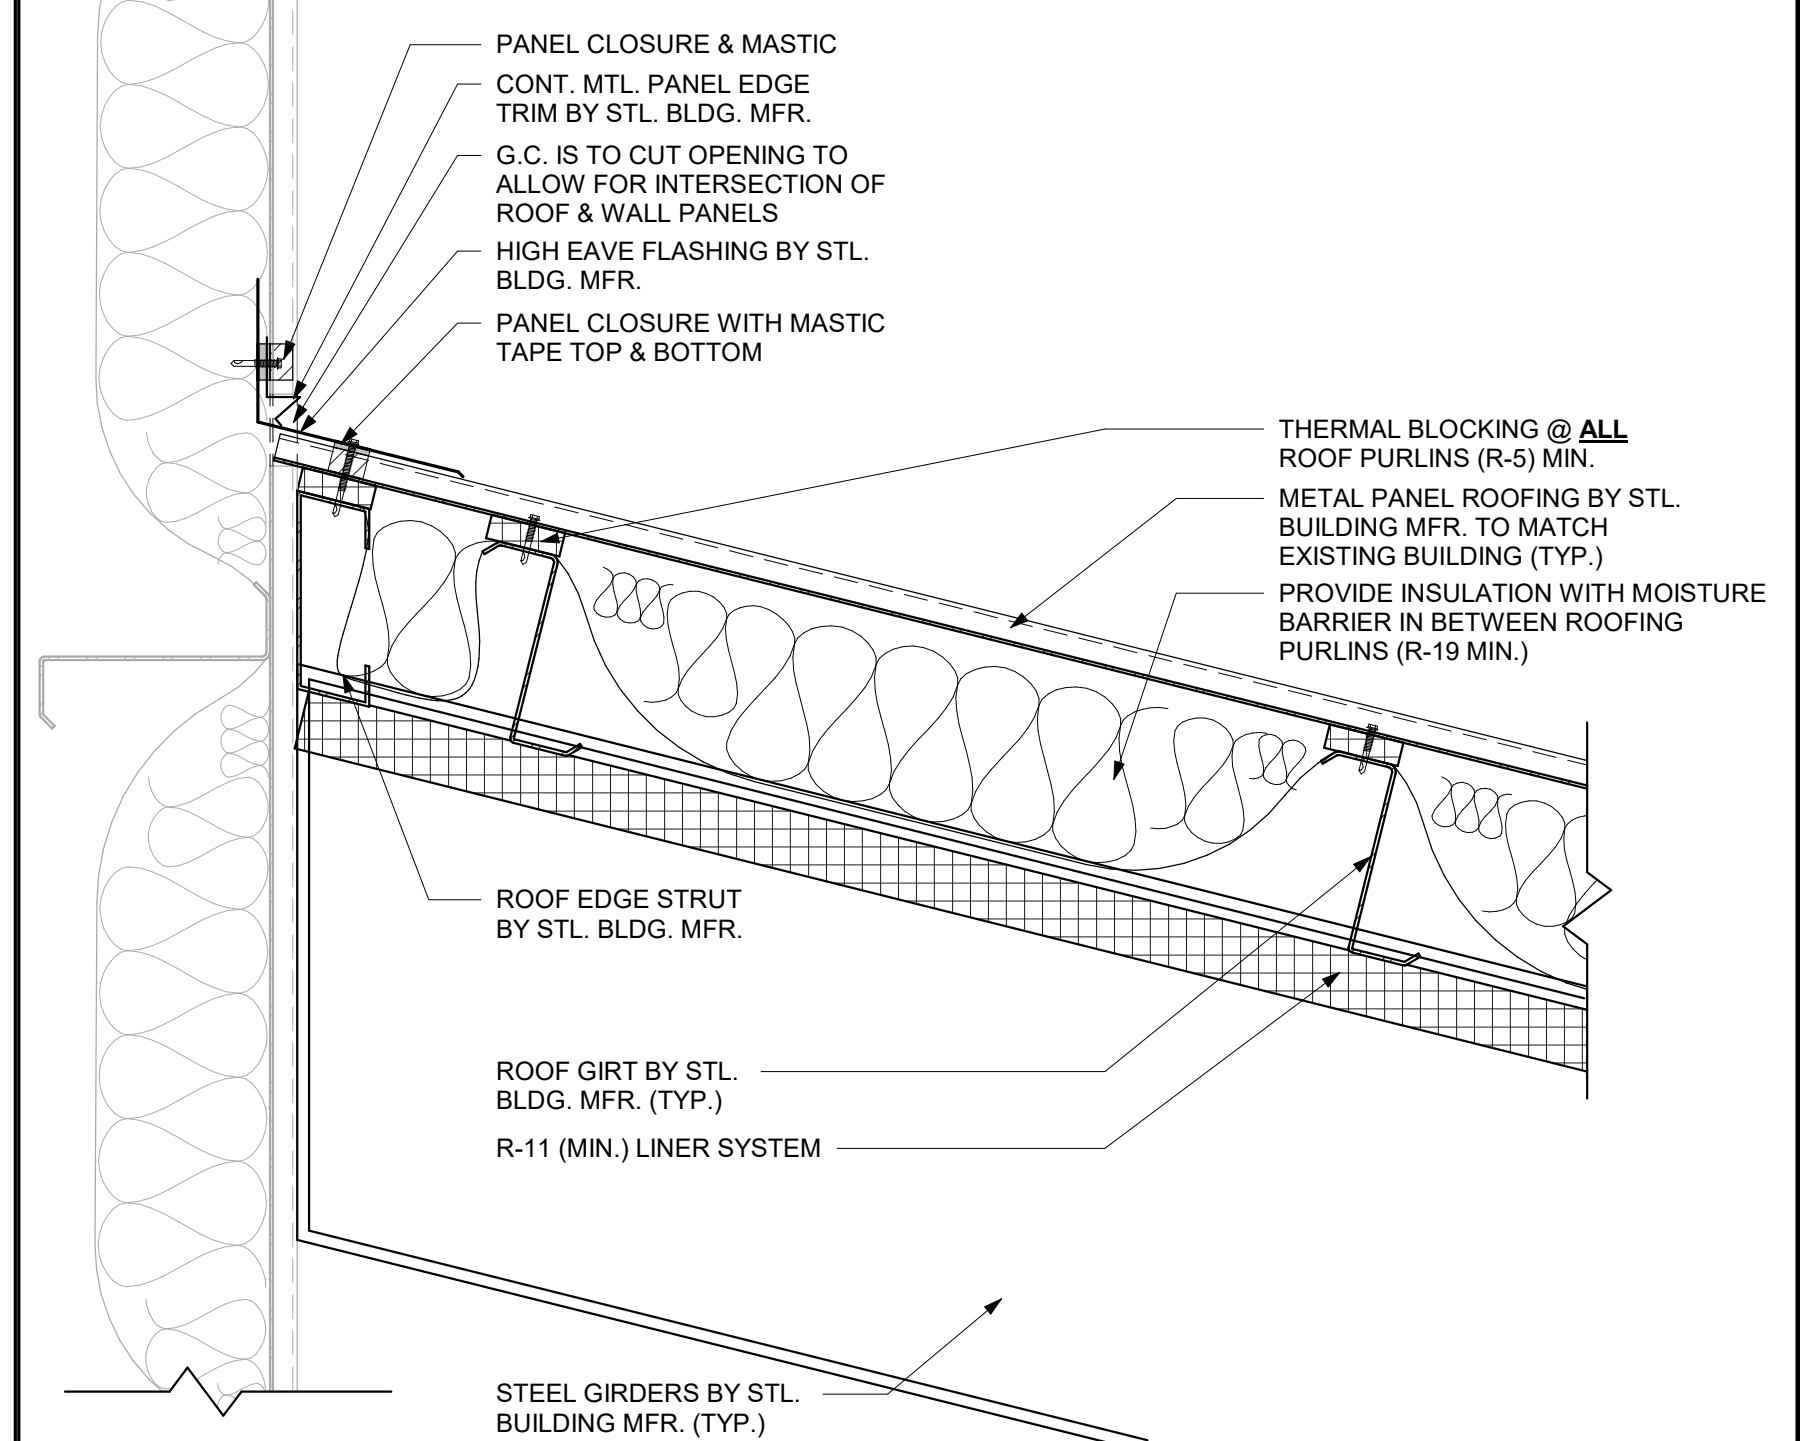 PANEL CLOSURE & MASTIC
CONT. MTL. PANEL EDGE
TRIM BY STL. BLDG. MFR.
G.C. IS TO CUT OPENING TO
ALLOW FOR INTERSECTION OF
ROOF & WALL PANELS
HIGH EAVE FLASHING BY STL.
BLDG. MFR.
PANEL CLOSURE WITH MASTIC
TAPE TOP & BOTTOM
THERMAL BLOCKING @ ALL
ROOF PURLINS (R-5) MIN.
METAL PANEL ROOFING BY STL.
BUILDING MFR. TO MATCH
EXISTING BUILDING (TYP.)
PROVIDE INSULATION WITH MOISTURE
BARRIER IN BETWEEN ROOFING
PURLINS (R-19 MIN.)
ROOF EDGE STRUT
BY STL. BLDG. MFR.
ROOF GIRT BY STL.
BLDG. MFR. (TYP.)
R-11 (MIN.) LINER SYSTEM
STEEL GIRDERS BY STL.
BUILDING MFR. (TYP.)